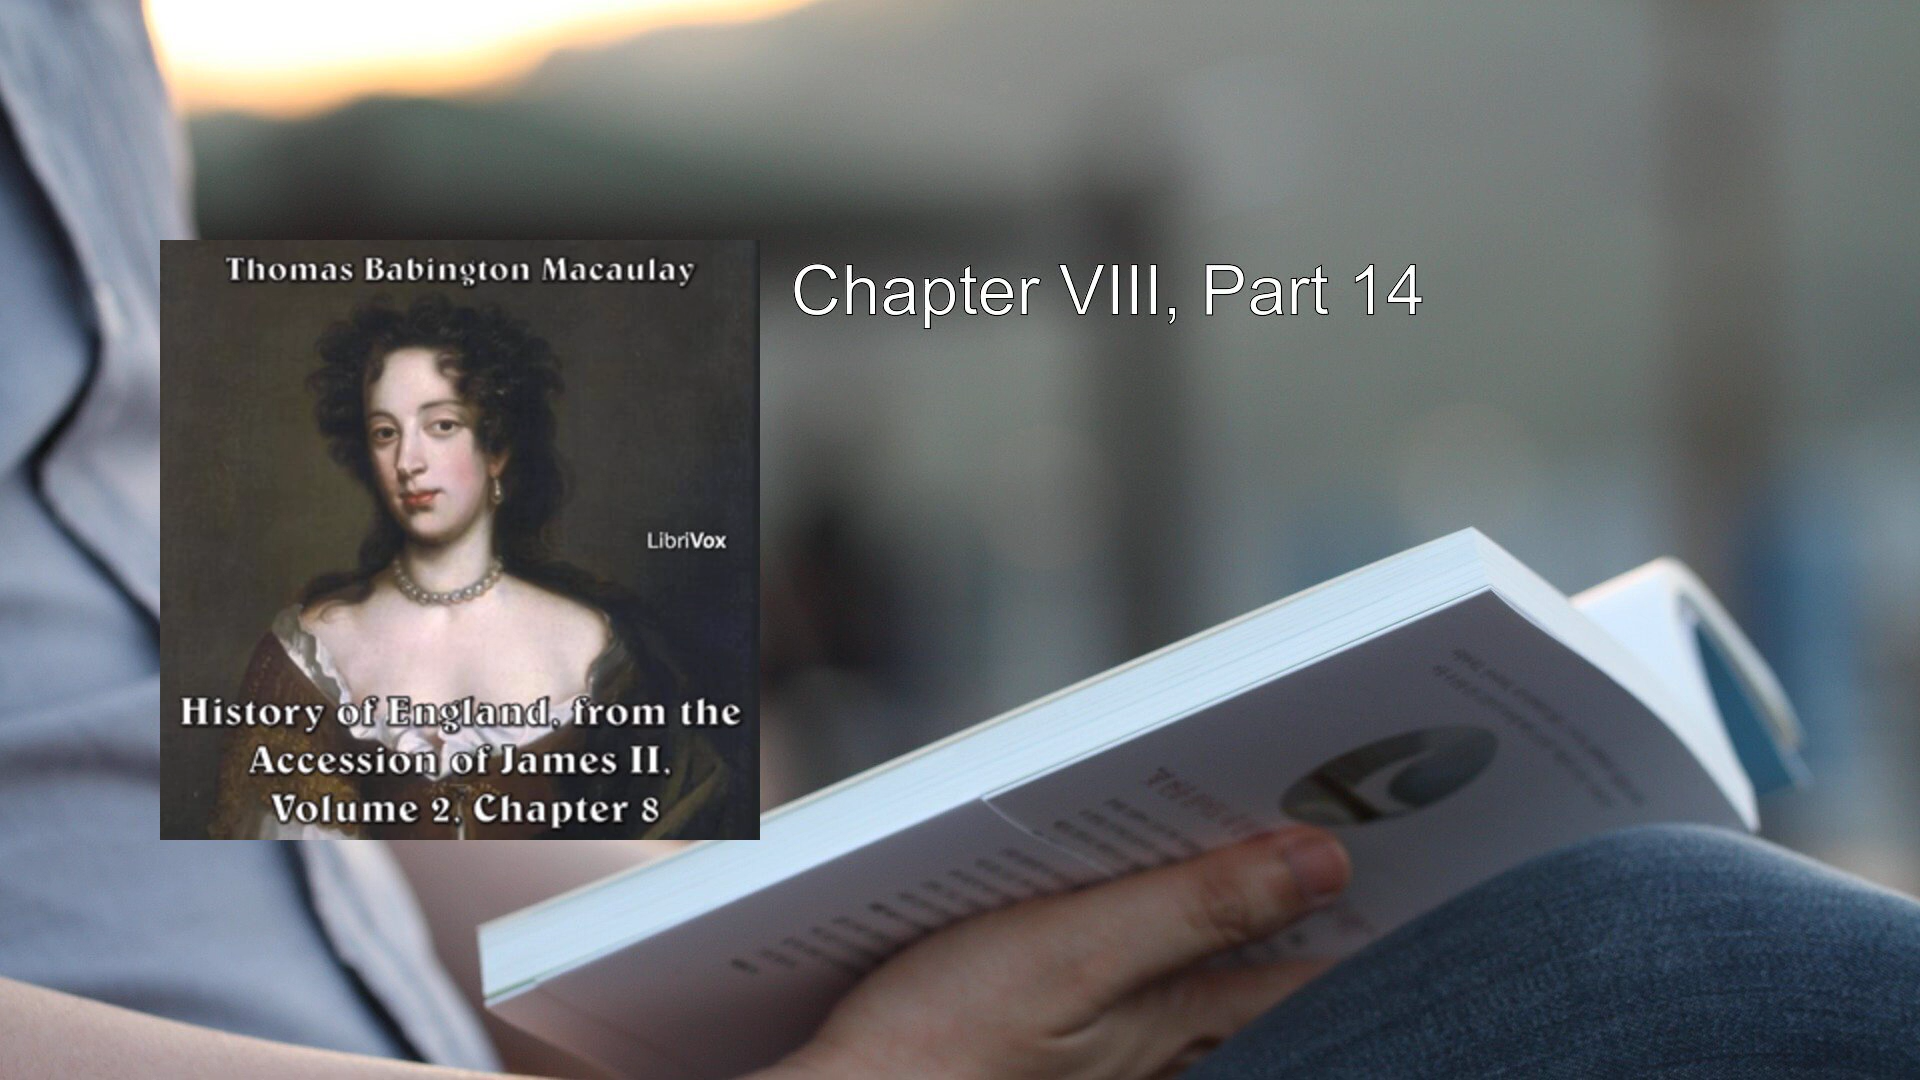 Thomas Babington Macaulay
Chapter VIII, Part 14
LibriVox
History of England, from the
Accession of James II,
Volume 2, Chapter 8